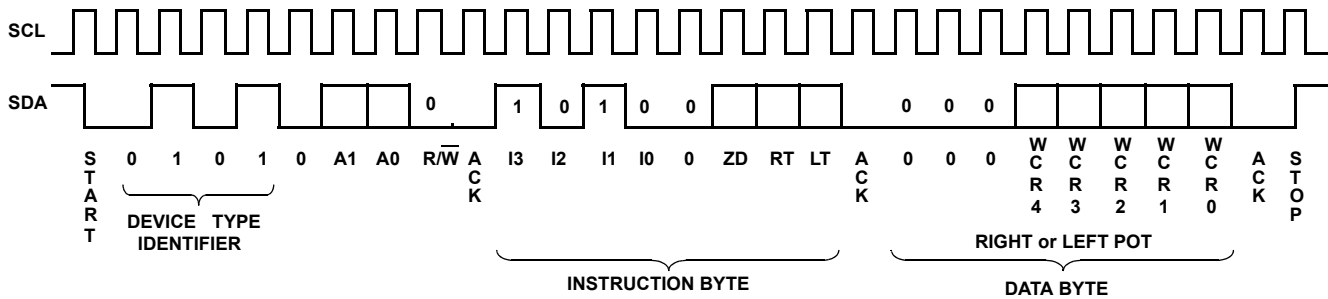 SCL
SDA
0
1
0
1
0
0
0
0
0
START
0
1
0
1
0
A1
A0
R/W
ACK
I3
I2
I1
I0
0
ZD
RT
LT
ACK
0
0
0
WCR4
WCR3
WCR2
WCR1
WCR0
ACK
STOP
DEVICE TYPE
IDENTIFIER
RIGHT or LEFT POT
INSTRUCTION BYTE
DATA BYTE